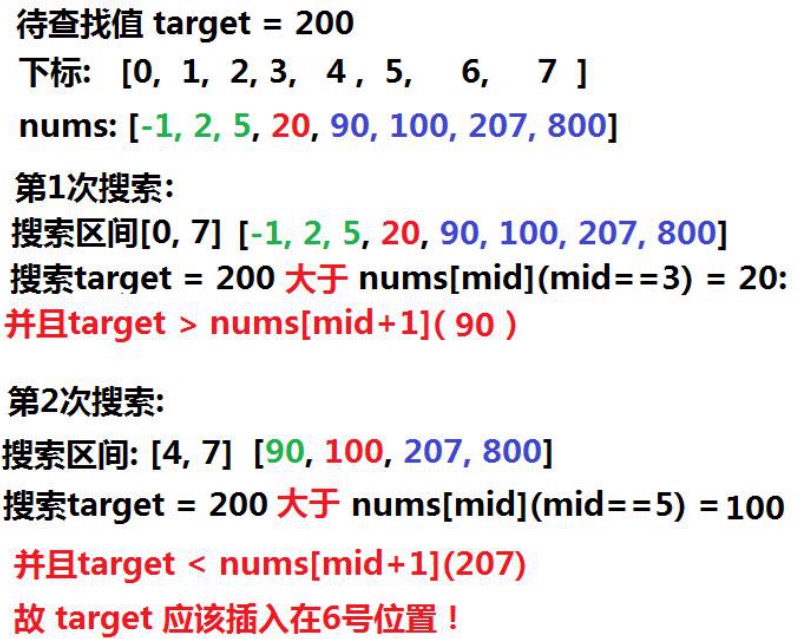 待查找值 target = 200
下标: [0, 1, 2, 3, 4 , 5, 6, 7 ]
nums: [-1, 2, 5, 20, 90, 100, 207, 800]
第1次搜索:
搜索区间[0, 7] [-1, 2, 5, 20, 90, 100, 207, 800]
搜索target = 200 大于 nums[mid](mid==3) = 20:
并且target > nums[mid+1]( 90 )
第2次搜索:
搜索区间: [4, 7] [90, 100, 207, 800]
搜索target = 200 大于 nums[mid](mid==5) =100
并且target < nums[mid+1](207)
故 target 应该插入在6号位置！